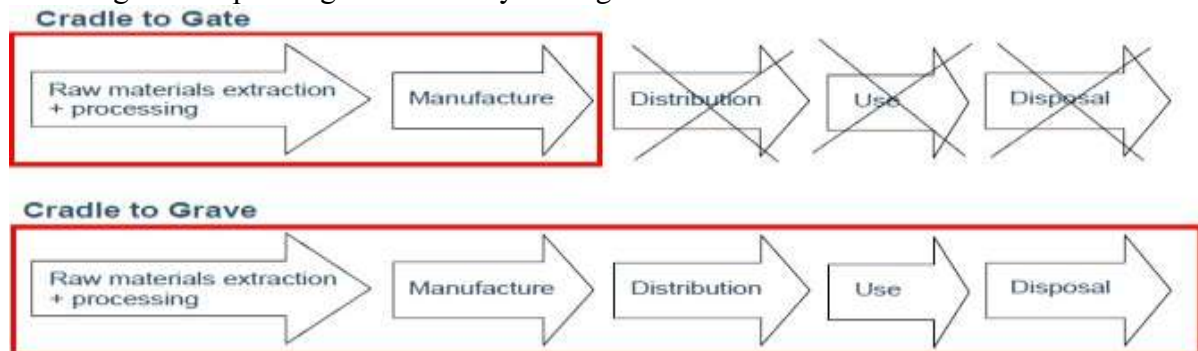 Cradle to Gate
Raw materials extraction
+ processing
Manufacture
Distribution
Use
Disposal
Cradle to Grave
Raw materials extraction
+ processing
Manufacture
Distribution
Use
Disposal